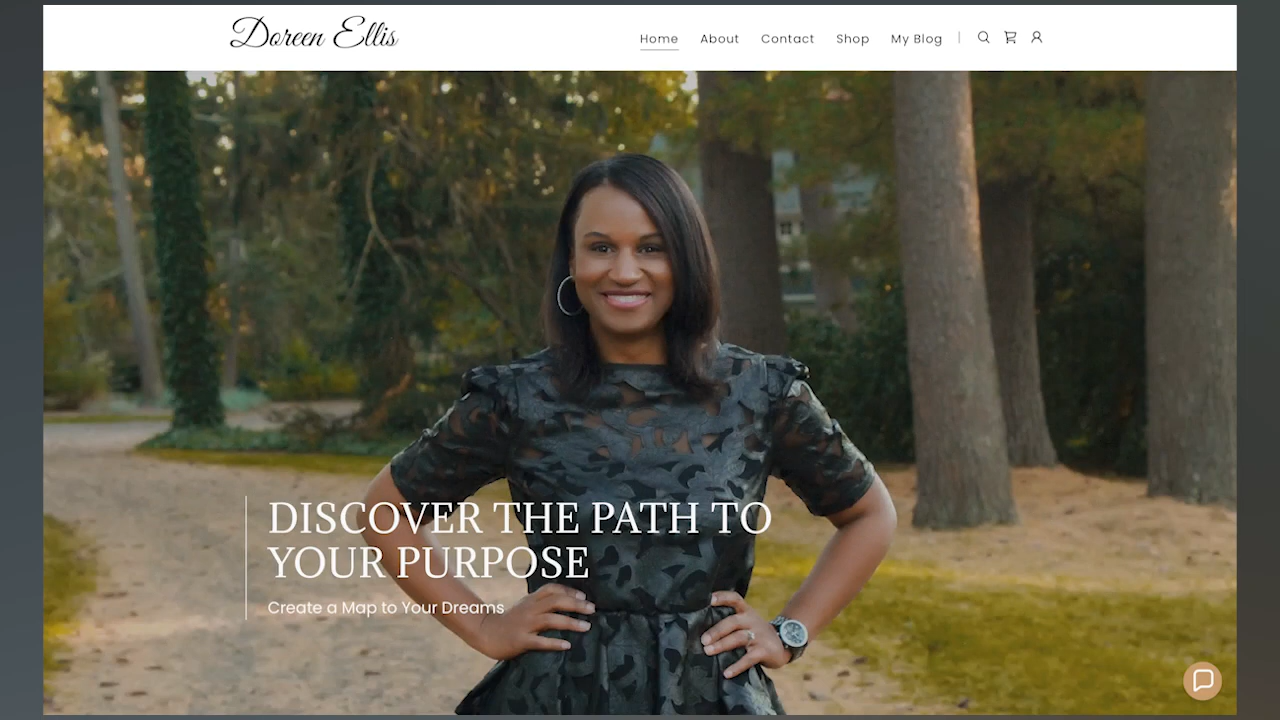 Doreen Ellis
Home About Contact Shop My Blog
DISCOVER THE PATH TO
YOUR PURPOSE
Create a Map to Your Dreams